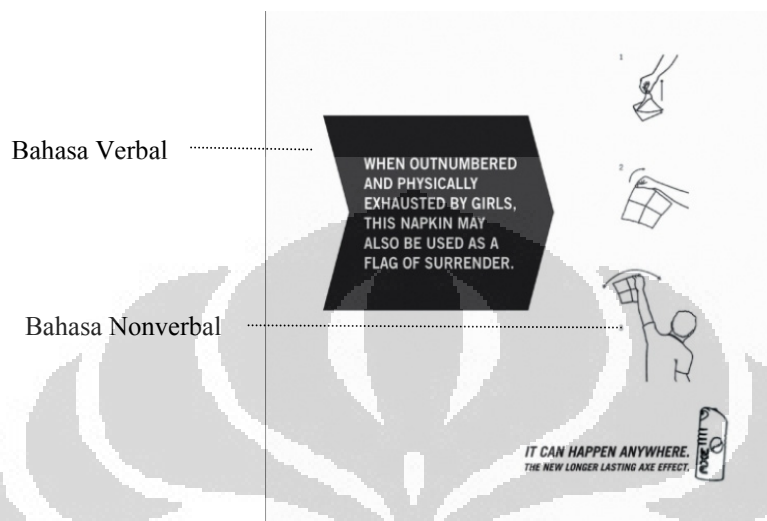 Bahasa Verbal
WHEN OUTNUMBERED
AND PHYSICALLY
EXHAUSTED BY GIRLS,
THIS NAPKIN MAY
ALSO BE USED AS A
FLAG OF SURRENDER.
1
2
Bahasa Nonverbal
IT CAN HAPPEN ANYWHERE.
THE NEW LONGER LASTING AXE EFFECT.